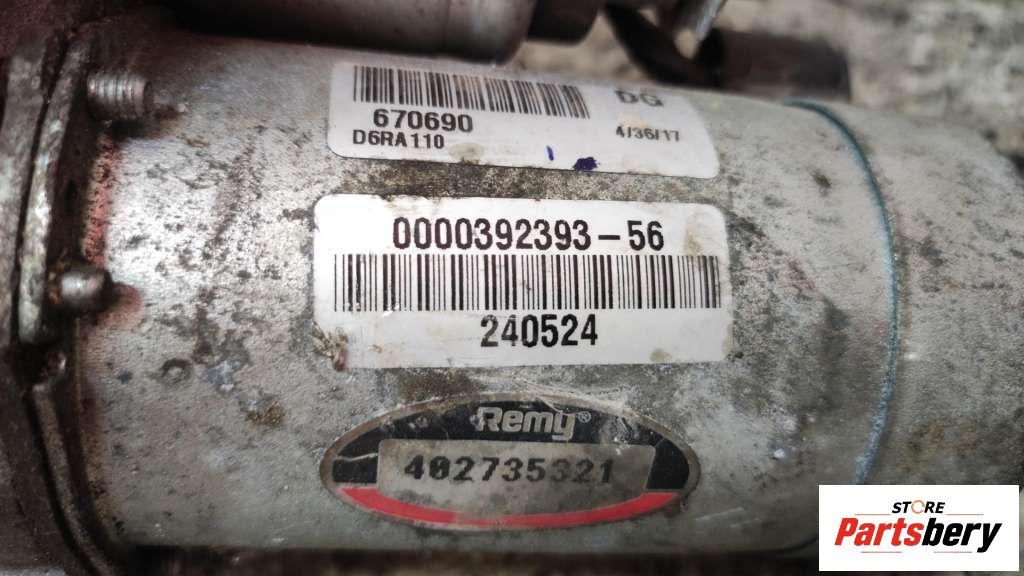 DG
670690
4/36/17
D6RA110
0000392393-56
240524
Remy®
402735321
STORE
Partsbery